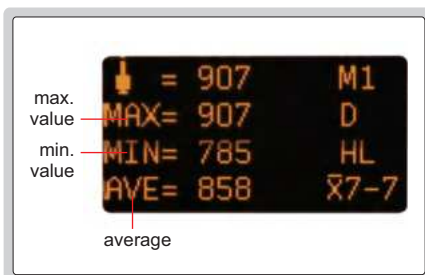 = 907 M1
max. value
MAX= 907 D
min. value
MIN= 785 HL
AVE= 858 X̄7-7
average